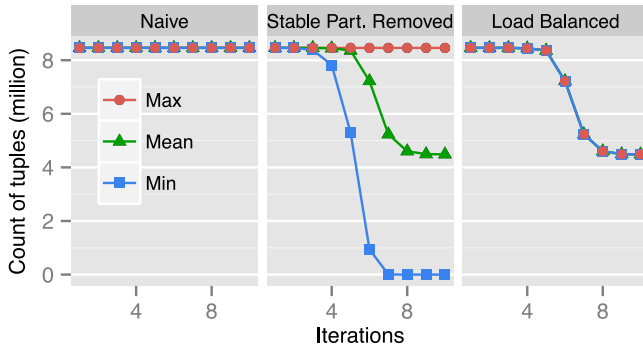 Naive
Stable Part. Removed
Load Balanced
Count of tuples (million)
8
6
4
2
0
Max
Mean
Min
4
8
4
8
4
8
Iterations